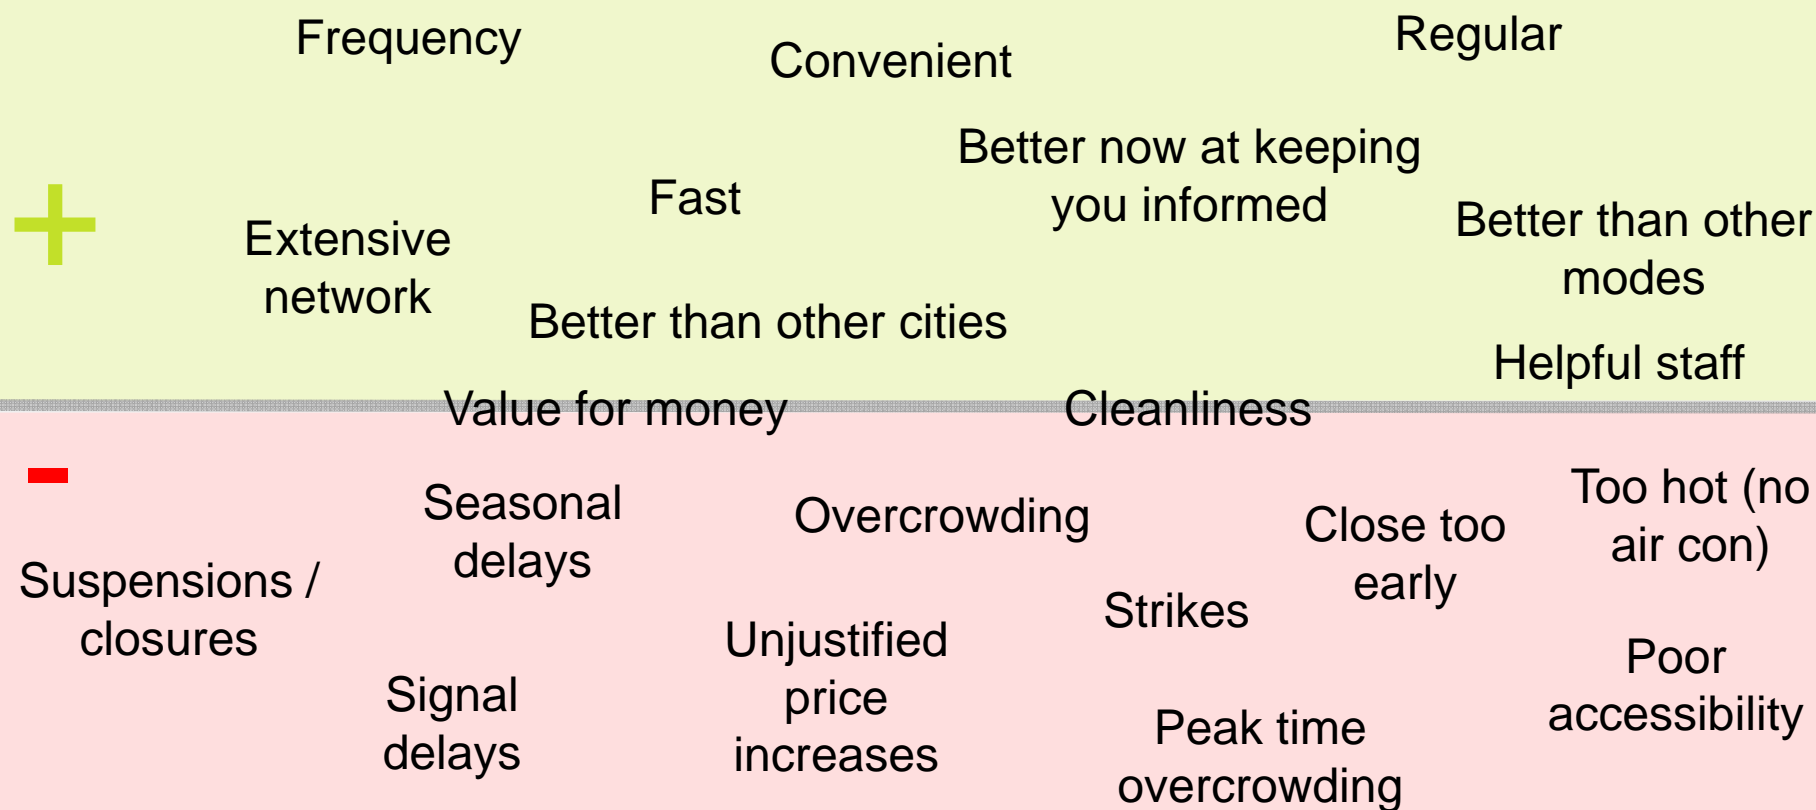 Frequency
Convenient
Regular
Better now at keeping
you informed
+
Fast
Extensive
network
Better than other
modes
Better than other cities
Helpful staff
Value for money
Cleanliness
-
Seasonal
delays
Overcrowding
Close too
early
Too hot (no
air con)
Suspensions /
closures
Strikes
Unjustified
price
increases
Poor
accessibility
Signal
delays
Peak time
overcrowding